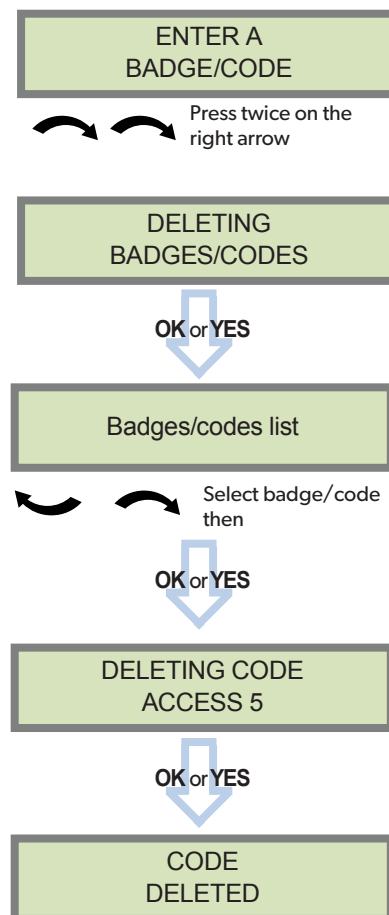 ENTER A
BADGE/CODE
Press twice on the
right arrow
DELETING
BADGES/CODES
OK or YES
Badges/codes list
Select badge/code
then
OK or YES
DELETING CODE
ACCESS 5
OK or YES
CODE
DELETED